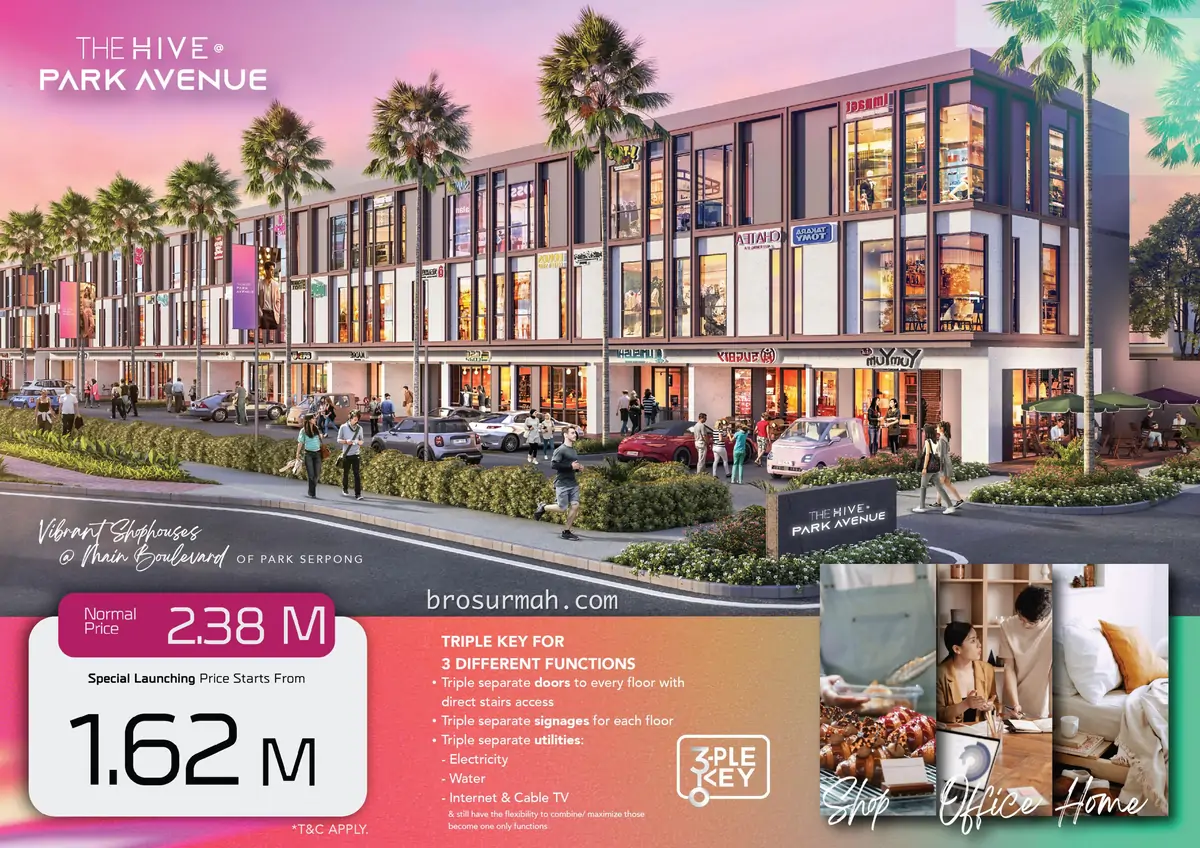 THE HIVE @
PARK AVENUE
YumYum
THE HIVE @
PARK AVENUE
Vibrant Shophouses
@ Main Boulevard OF PARK SERPONG
brosurmah.com
Normal
Price
2.38 M
Special Launching Price Starts From
1.62 M
*T&C APPLY.
TRIPLE KEY FOR
3 DIFFERENT FUNCTIONS
• Triple separate doors to every floor with
direct stairs access
• Triple separate signages for each floor
• Triple separate utilities:
- Electricity
- Water
- Internet & Cable TV
& still have the flexibility to combine/ maximize those
become one only functions
3-PLE
KEY
Shop
Office
Home